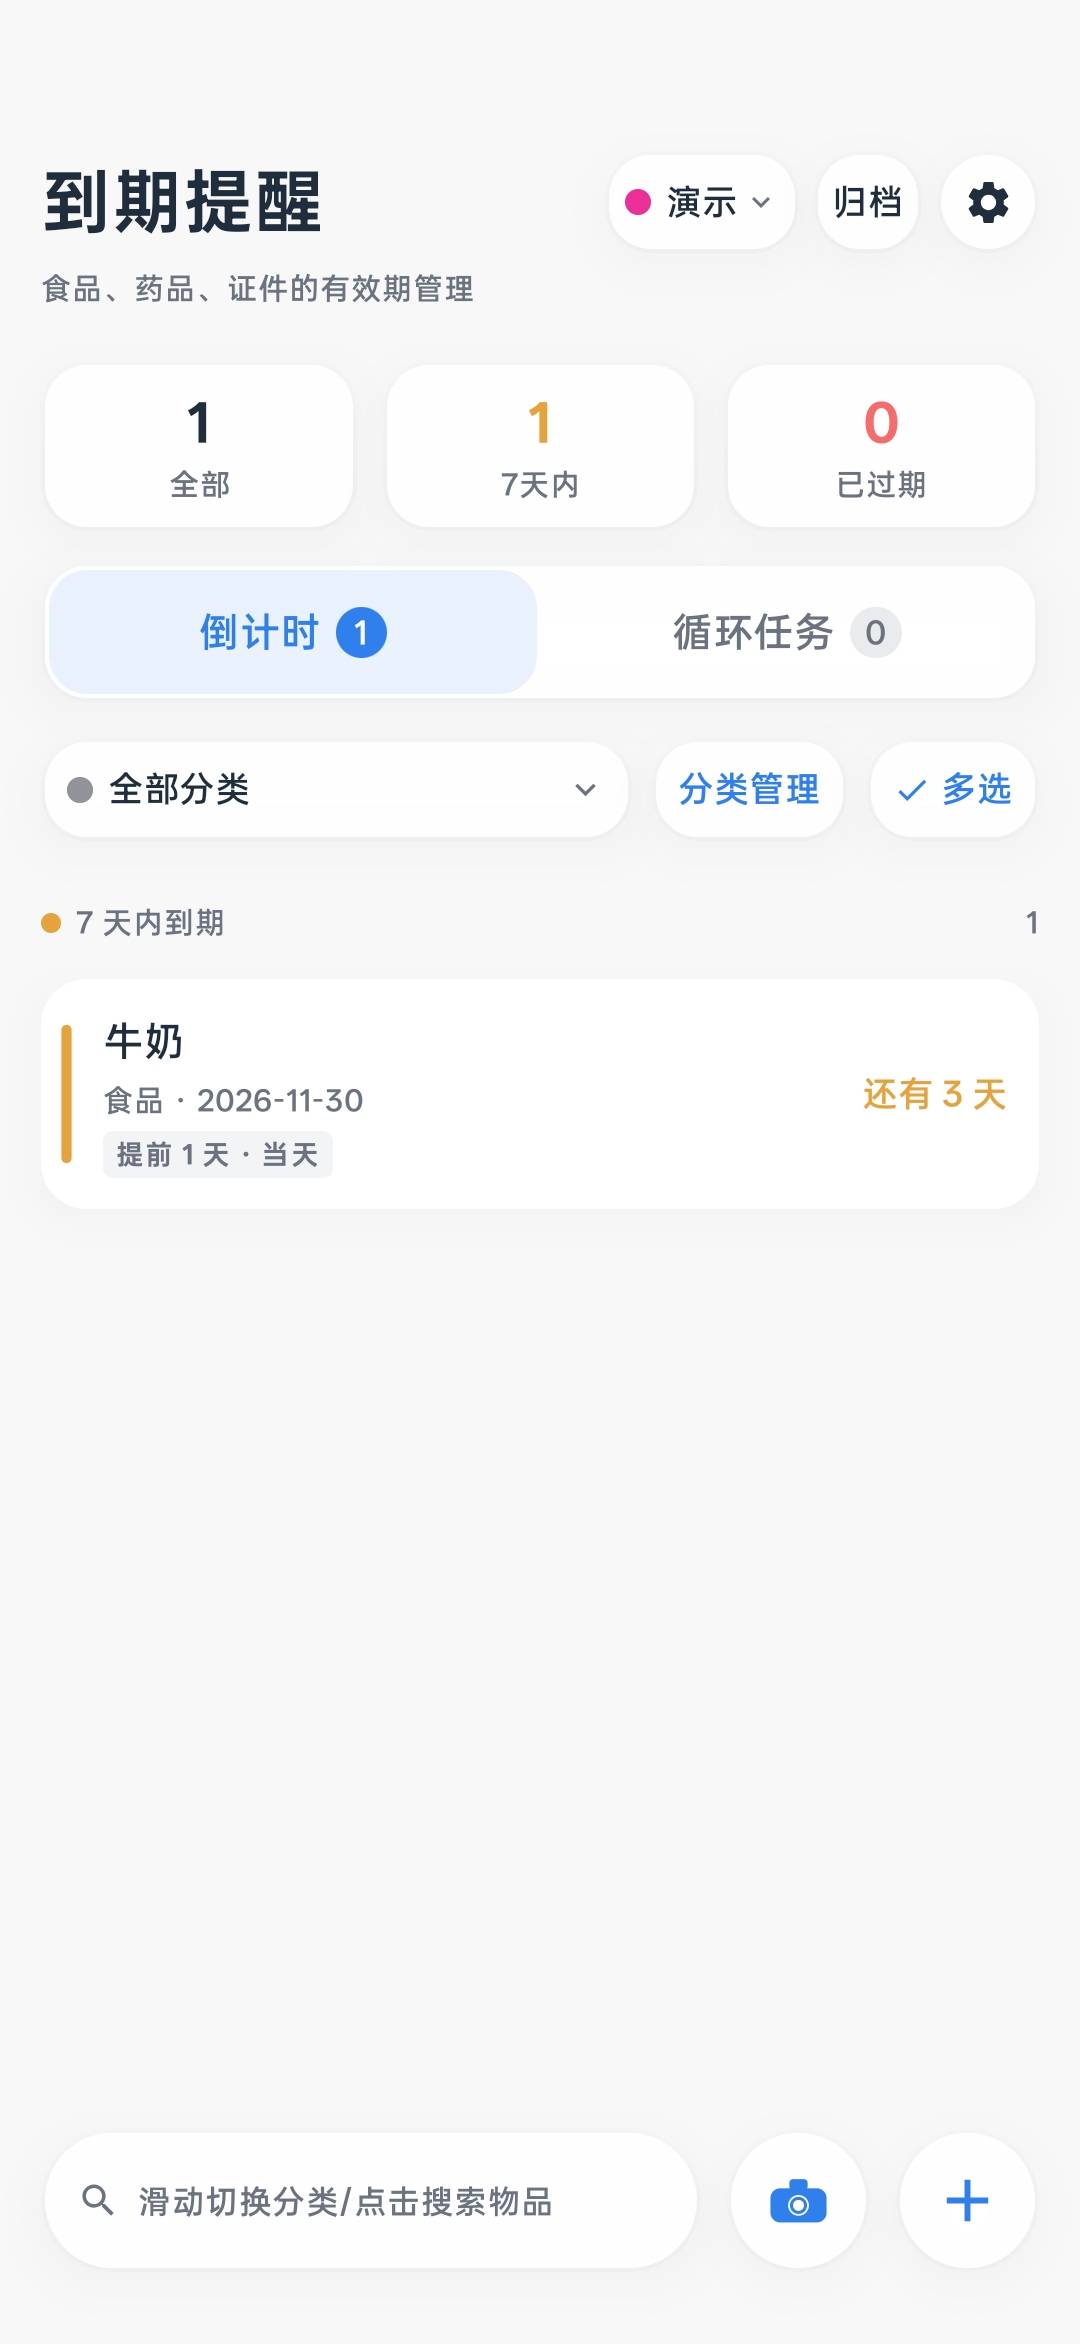 到期提醒
演示
归档
食品、药品、证件的有效期管理
1
全部
1
7天内
0
已过期
倒计时 1
循环任务 0
全部分类
分类管理
多选
7 天内到期
1
牛奶
食品 · 2026-11-30
提前 1 天 · 当天
还有 3 天
滑动切换分类/点击搜索物品